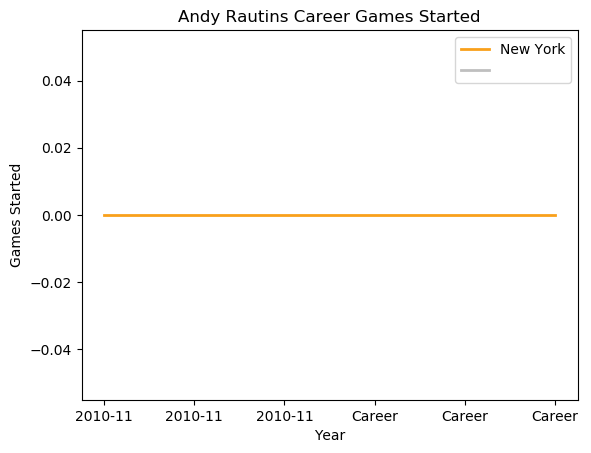 Andy Rautins Career Games Started
New York
0.04
0.02
0.00
−0.02
−0.04
Games Started
2010-11 2010-11 2010-11 Career Career Career
Year